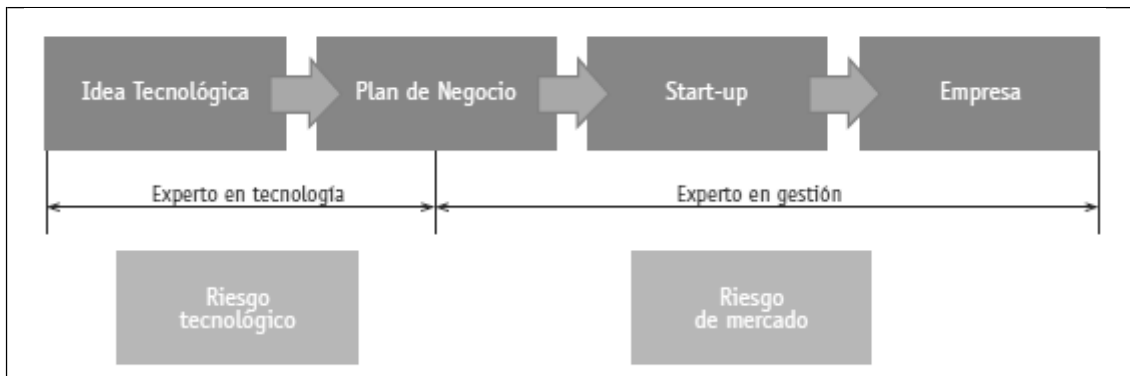 Idea Tecnológica
Plan de Negocio
Start-up
Empresa
Experto en tecnología
Experto en gestión
Riesgo
tecnológico
Riesgo
de mercado